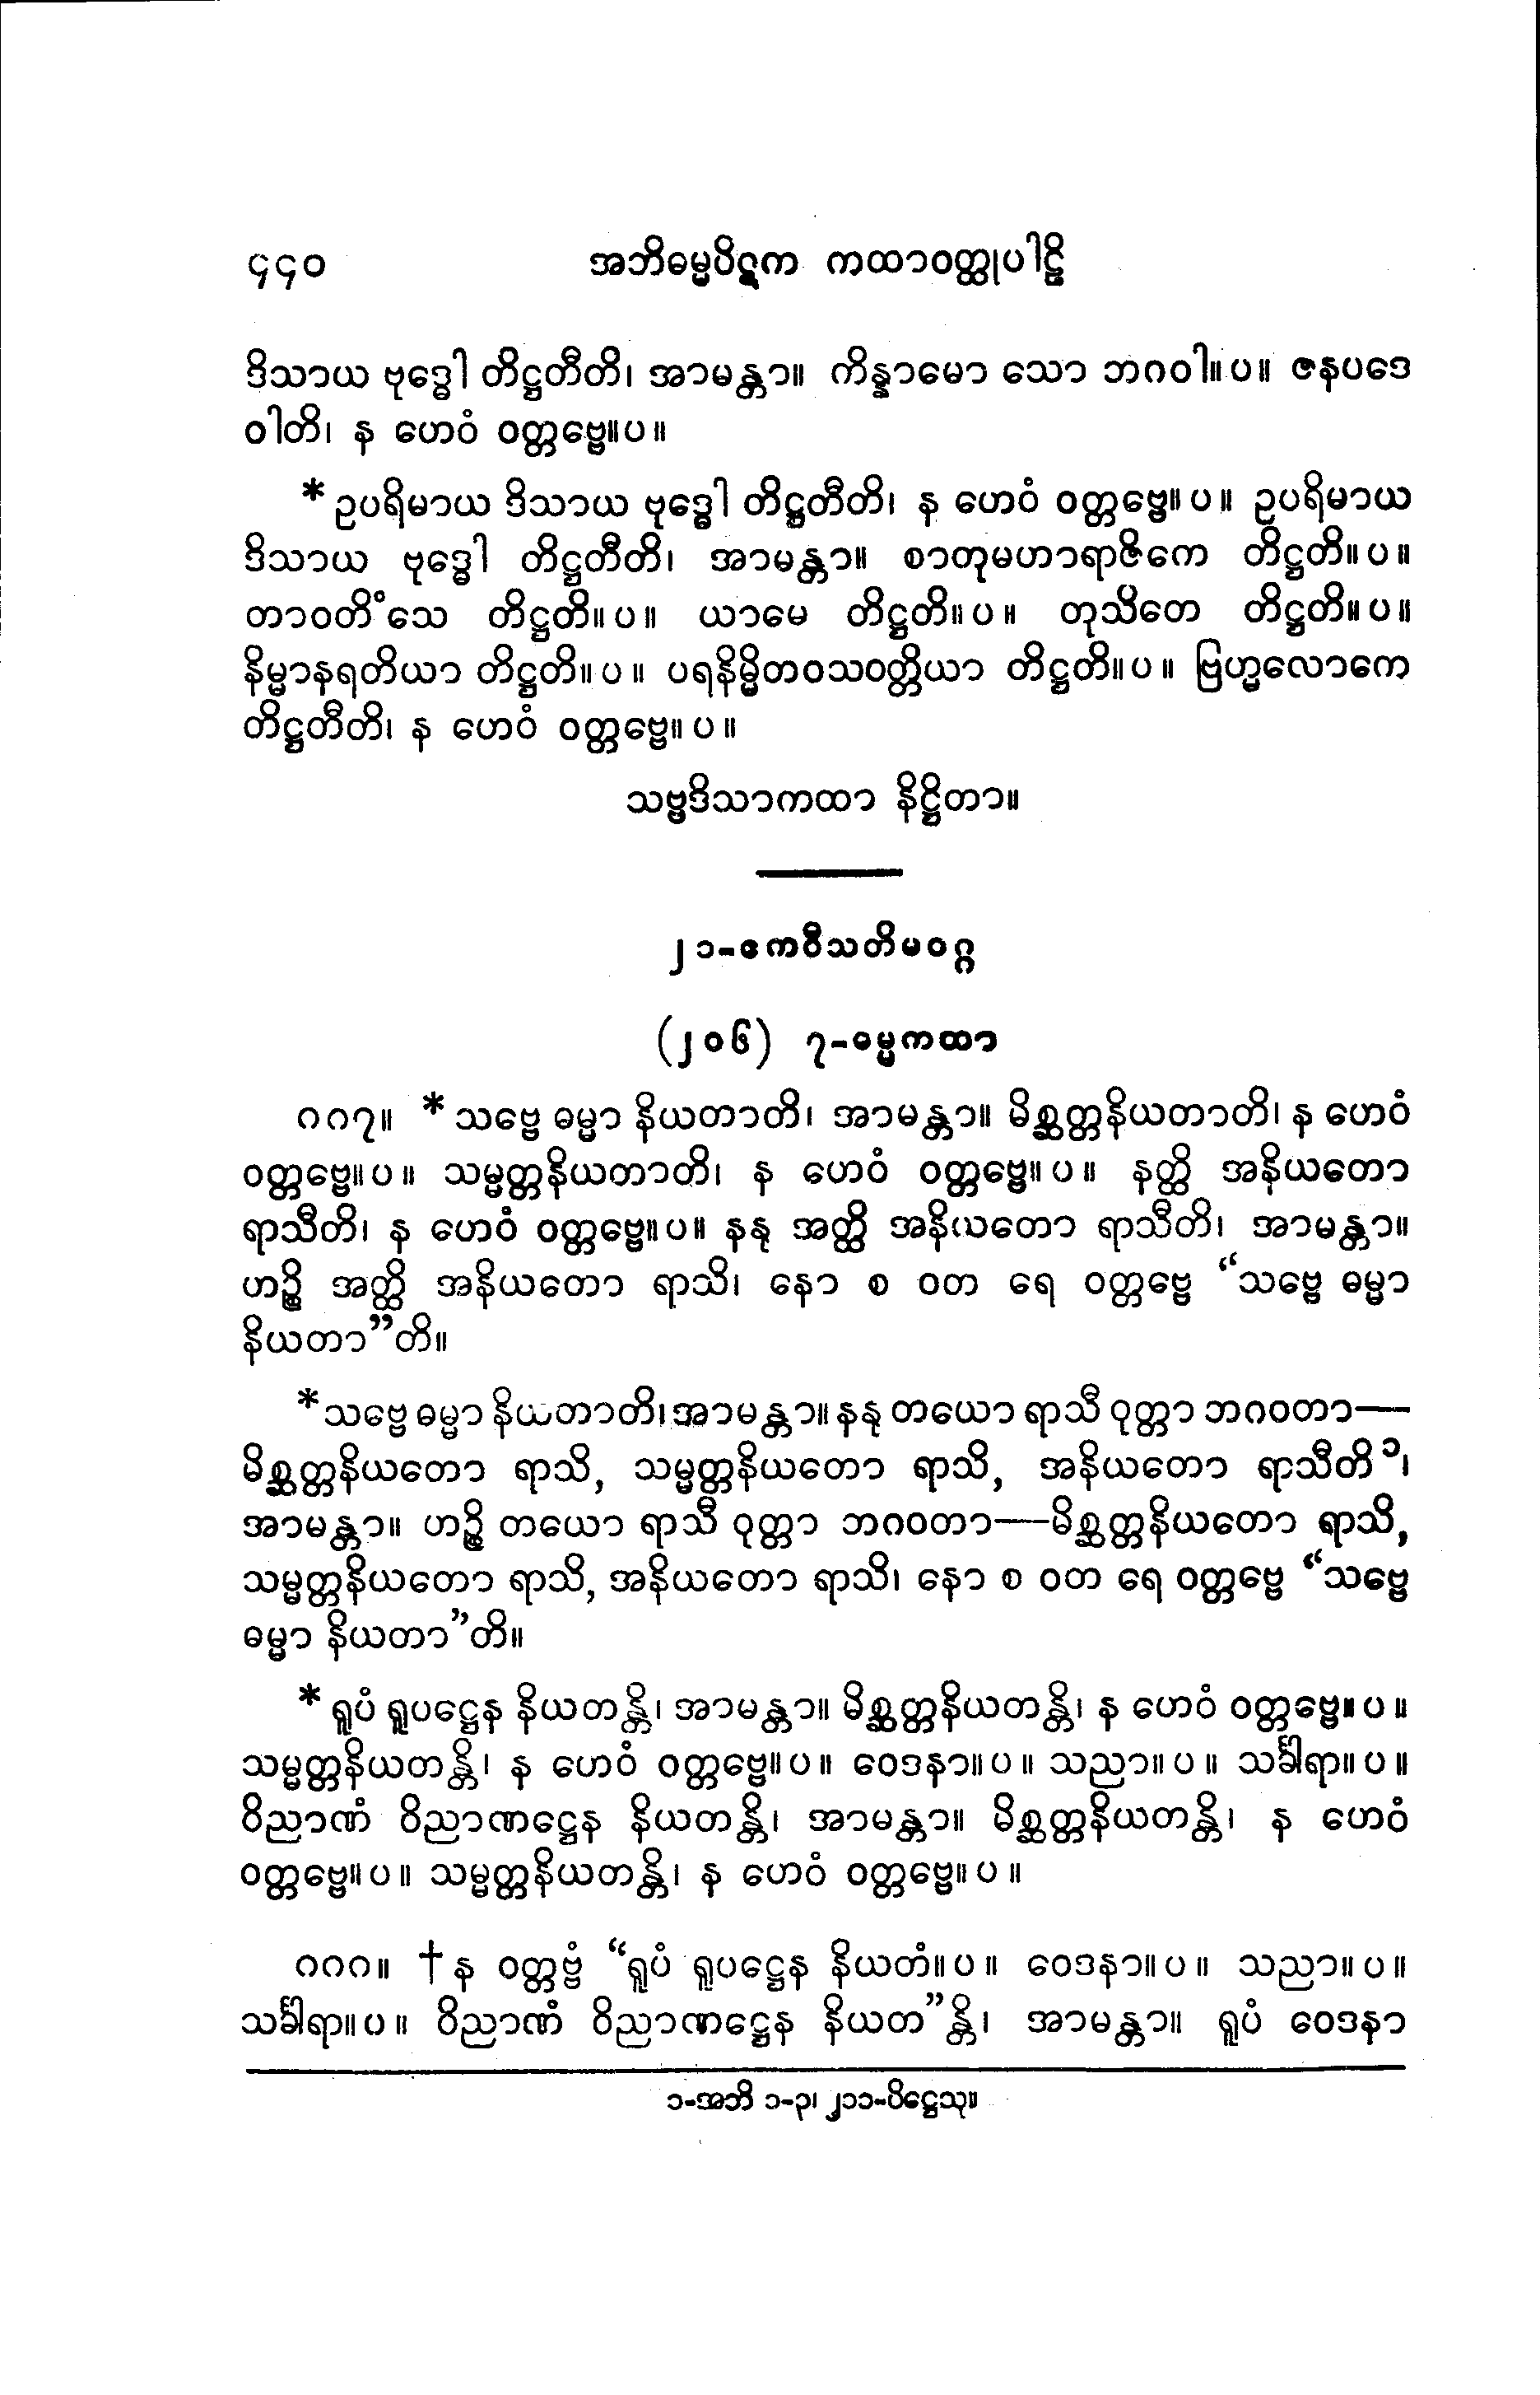 ၄၄၀ အဘိဓမ္မပိဋက ကထာဝတ္ထုပါဠိ
ဒိသာယ ဗုဒ္ဓေါ တိဋ္ဌတီတိ၊ အာမန္တာ။ ကိန္နာမော သော ဘဂဝါ။ပ။ ဇနပဒေ
ဝါတိ၊ န ဟေဝံ ဝတ္တဗ္ဗေ။ပ။
* ဥပရိမာယ ဒိသာယ ဗုဒ္ဓေါ တိဋ္ဌတီတိ၊ န ဟေဝံ ဝတ္တဗ္ဗေ။ပ။ ဥပရိမာယ
ဒိသာယ ဗုဒ္ဓေါ တိဋ္ဌတီတိ၊ အာမန္တာ။ စာတုမဟာရာဇိကေ တိဋ္ဌတိ။ပ။
တာဝတိံသေ တိဋ္ဌတိ။ပ။ ယာမေ တိဋ္ဌတိ။ပ။ တုသိတေ တိဋ္ဌတိ။ပ။
နိမ္မာနရတိယာ တိဋ္ဌတိ။ပ။ ပရနိမ္မိတဝသဝတ္တိယာ တိဋ္ဌတိ။ပ။ ဗြဟ္မလောကေ
တိဋ္ဌတီတိ၊ န ဟေဝံ ဝတ္တဗ္ဗေ။ပ။
သဗ္ဗဒိသာကထာ နိဋ္ဌိတာ။
၂၁-ဧကဝီသတိမဝဂ္ဂ
(၂၀၆) ၇-ဓမ္မကထာ
၈၈၇။ * သဗ္ဗေ ဓမ္မာ နိယတာတိ၊ အာမန္တာ။ မိစ္ဆတ္တနိယတာတိ၊ န ဟေဝံ
ဝတ္တဗ္ဗေ။ပ။ သမ္မတ္တနိယတာတိ၊ န ဟေဝံ ဝတ္တဗ္ဗေ။ပ။ နတ္ထိ အနိယတော
ရာသီတိ၊ န ဟေဝံ ဝတ္တဗ္ဗေ။ပ။ နနု အတ္ထိ အနိယတော ရာသီတိ၊ အာမန္တာ။
ဟဉ္စိ အတ္ထိ အနိယတော ရာသိ၊ နော စ ဝတ ရေ ဝတ္တဗ္ဗေ “သဗ္ဗေ ဓမ္မာ
နိယတာ”တိ။
* သဗ္ဗေ ဓမ္မာ နိယတာတိ၊ အာမန္တာ။ နနု တယော ရာသီ ဝုတ္တာ ဘဂဝတာ—
မိစ္ဆတ္တနိယတော ရာသိ, သမ္မတ္တနိယတော ရာသိ, အနိယတော ရာသီတိ ၁၊
အာမန္တာ။ ဟဉ္စိ တယော ရာသီ ဝုတ္တာ ဘဂဝတာ—မိစ္ဆတ္တနိယတော ရာသိ,
သမ္မတ္တနိယတော ရာသိ, အနိယတော ရာသိ၊ နော စ ဝတ ရေ ဝတ္တဗ္ဗေ “သဗ္ဗေ
ဓမ္မာ နိယတာ”တိ။
* ရူပံ ရူပဋ္ဌေန နိယတန္တိ၊ အာမန္တာ။ မိစ္ဆတ္တနိယတန္တိ၊ န ဟေဝံ ဝတ္တဗ္ဗေ။ပ။
သမ္မတ္တနိယတန္တိ၊ န ဟေဝံ ဝတ္တဗ္ဗေ။ပ။ ဝေဒနာ။ပ။ သညာ။ပ။ သင်္ခါရာ။ပ။
ဝိညာဏံ ဝိညာဏဋ္ဌေန နိယတန္တိ၊ အာမန္တာ။ မိစ္ဆတ္တနိယတန္တိ၊ န ဟေဝံ
ဝတ္တဗ္ဗေ။ပ။ သမ္မတ္တနိယတန္တိ၊ န ဟေဝံ ဝတ္တဗ္ဗေ။ပ။
၈၈၈။ † န ဝတ္တဗ္ဗံ “ရူပံ ရူပဋ္ဌေန နိယတံ။ပ။ ဝေဒနာ။ပ။ သညာ။ပ။
သင်္ခါရာ။ပ။ ဝိညာဏံ ဝိညာဏဋ္ဌေန နိယတ”န္တိ၊ အာမန္တာ။ ရူပံ ဝေဒနာ
၁-အဘိ ၁-၃၊ ၂၁၁-ပိဋ္ဌေသု။